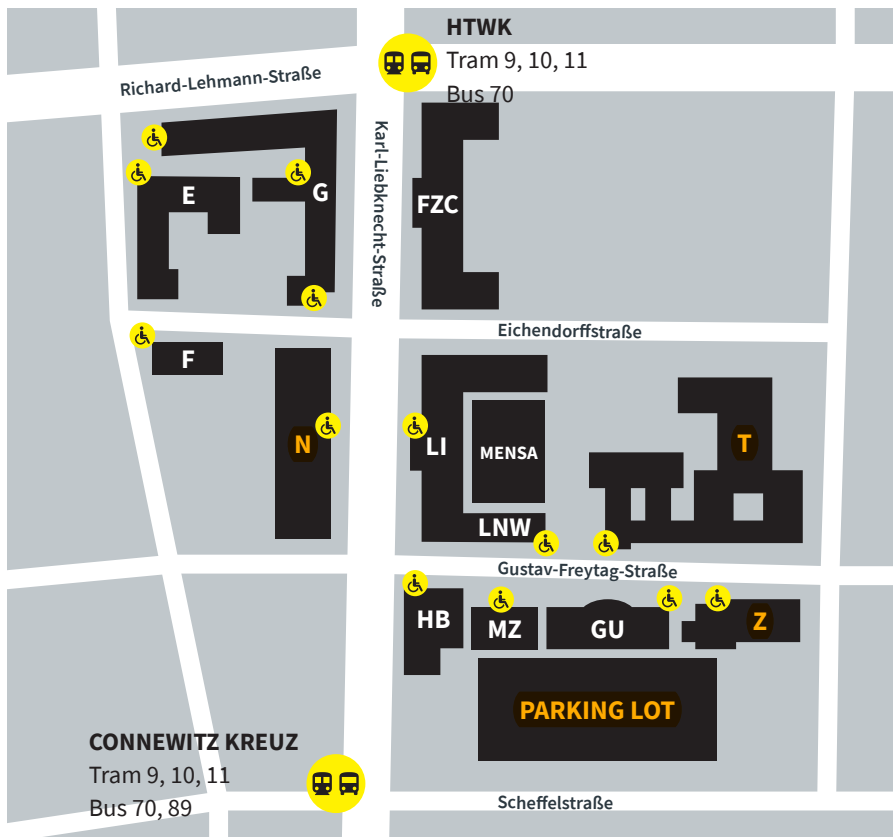 HTWK
Tram 9, 10, 11
Bus 70
Richard-Lehmann-Straße
Karl-Liebknecht-Straße
E
G
FZC
Eichendorffstraße
F
N
LI
MENSA
T
LNW
Gustav-Freytag-Straße
HB
MZ
GU
Z
PARKING LOT
CONNEWITZ KREUZ
Tram 9, 10, 11
Bus 70, 89
Scheffelstraße